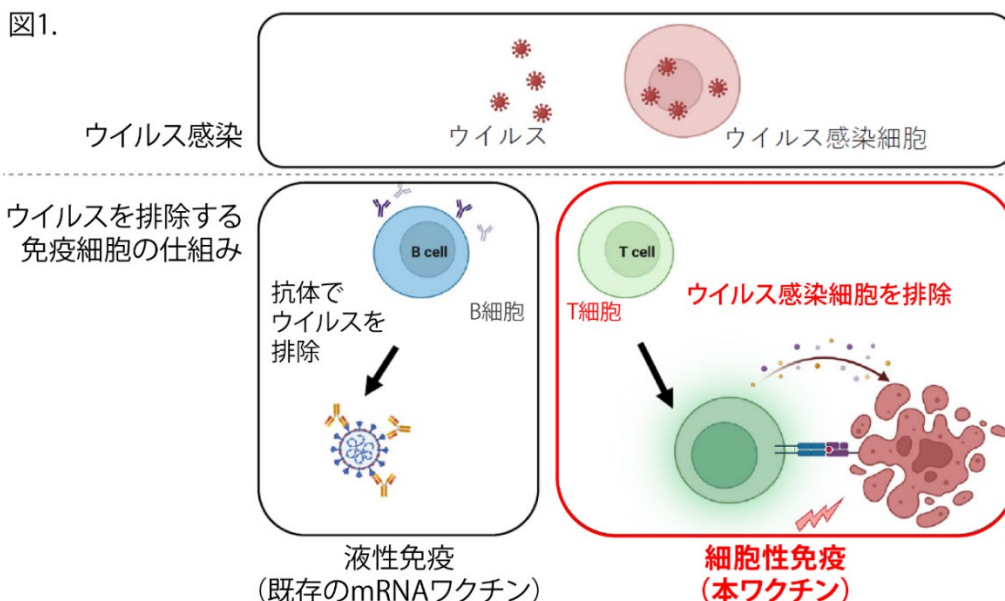 図1.
ウイルス
ウイルス感染細胞
ウイルス感染
ウイルスを排除する
免疫細胞の仕組み
B cell
B細胞
抗体で
ウイルスを
排除
T cell
T細胞
ウイルス感染細胞を排除
液性免疫
(既存のmRNAワクチン)
細胞性免疫
(本ワクチン)